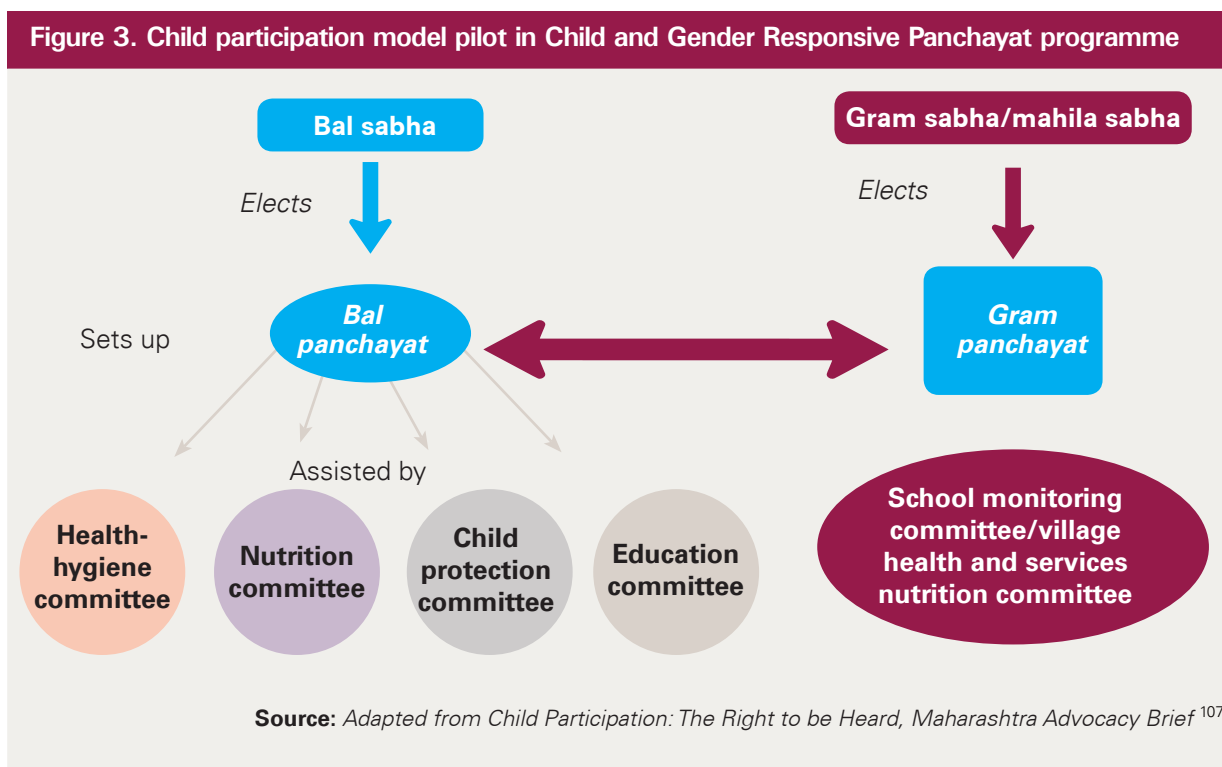 Figure 3. Child participation model pilot in Child and Gender Responsive Panchayat programme
Bal sabha
Gram sabha/mahila sabha
Elects
Elects
Bal
panchayat
Gram
panchayat
Sets up
Assisted by
Health-
hygiene
committee
Nutrition
committee
Child
protection
committee
Education
committee
School monitoring
committee/village
health and services
nutrition committee
Source: Adapted from Child Participation: The Right to be Heard, Maharashtra Advocacy Brief 107